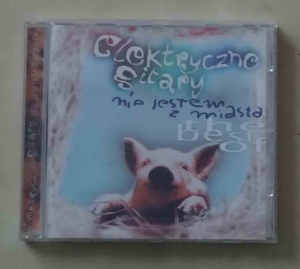 elektryczne
gitary
nie jestem
z miasta
the
best
of